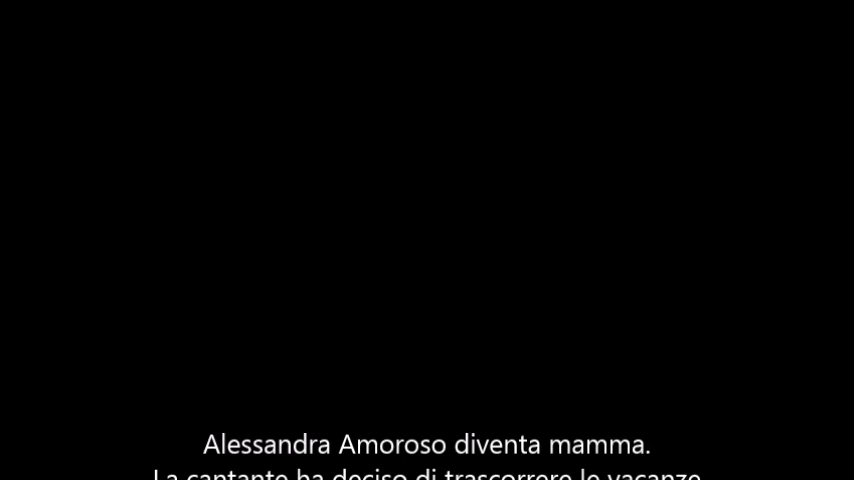 Alessandra Amoroso diventa mamma.
La cantante ha deciso di trascorrere le vacanze